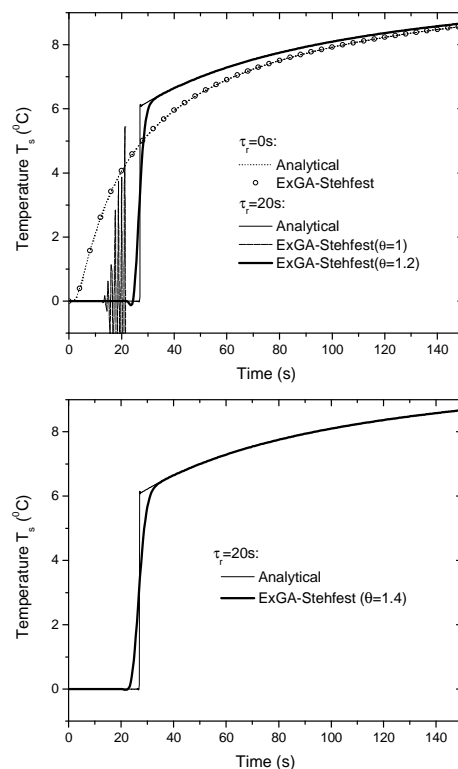 8
6
4
2
0
Temperature T_s (⁰C)
τ_r=0s:
Analytical
ExGA-Stehfest
τ_r=20s:
Analytical
ExGA-Stehfest(θ=1)
ExGA-Stehfest(θ=1.2)
0 20 40 60 80 100 120 140
Time (s)
8
6
4
2
0
Temperature T_s (⁰C)
τ_r=20s:
Analytical
ExGA-Stehfest (θ=1.4)
0 20 40 60 80 100 120 140
Time (s)